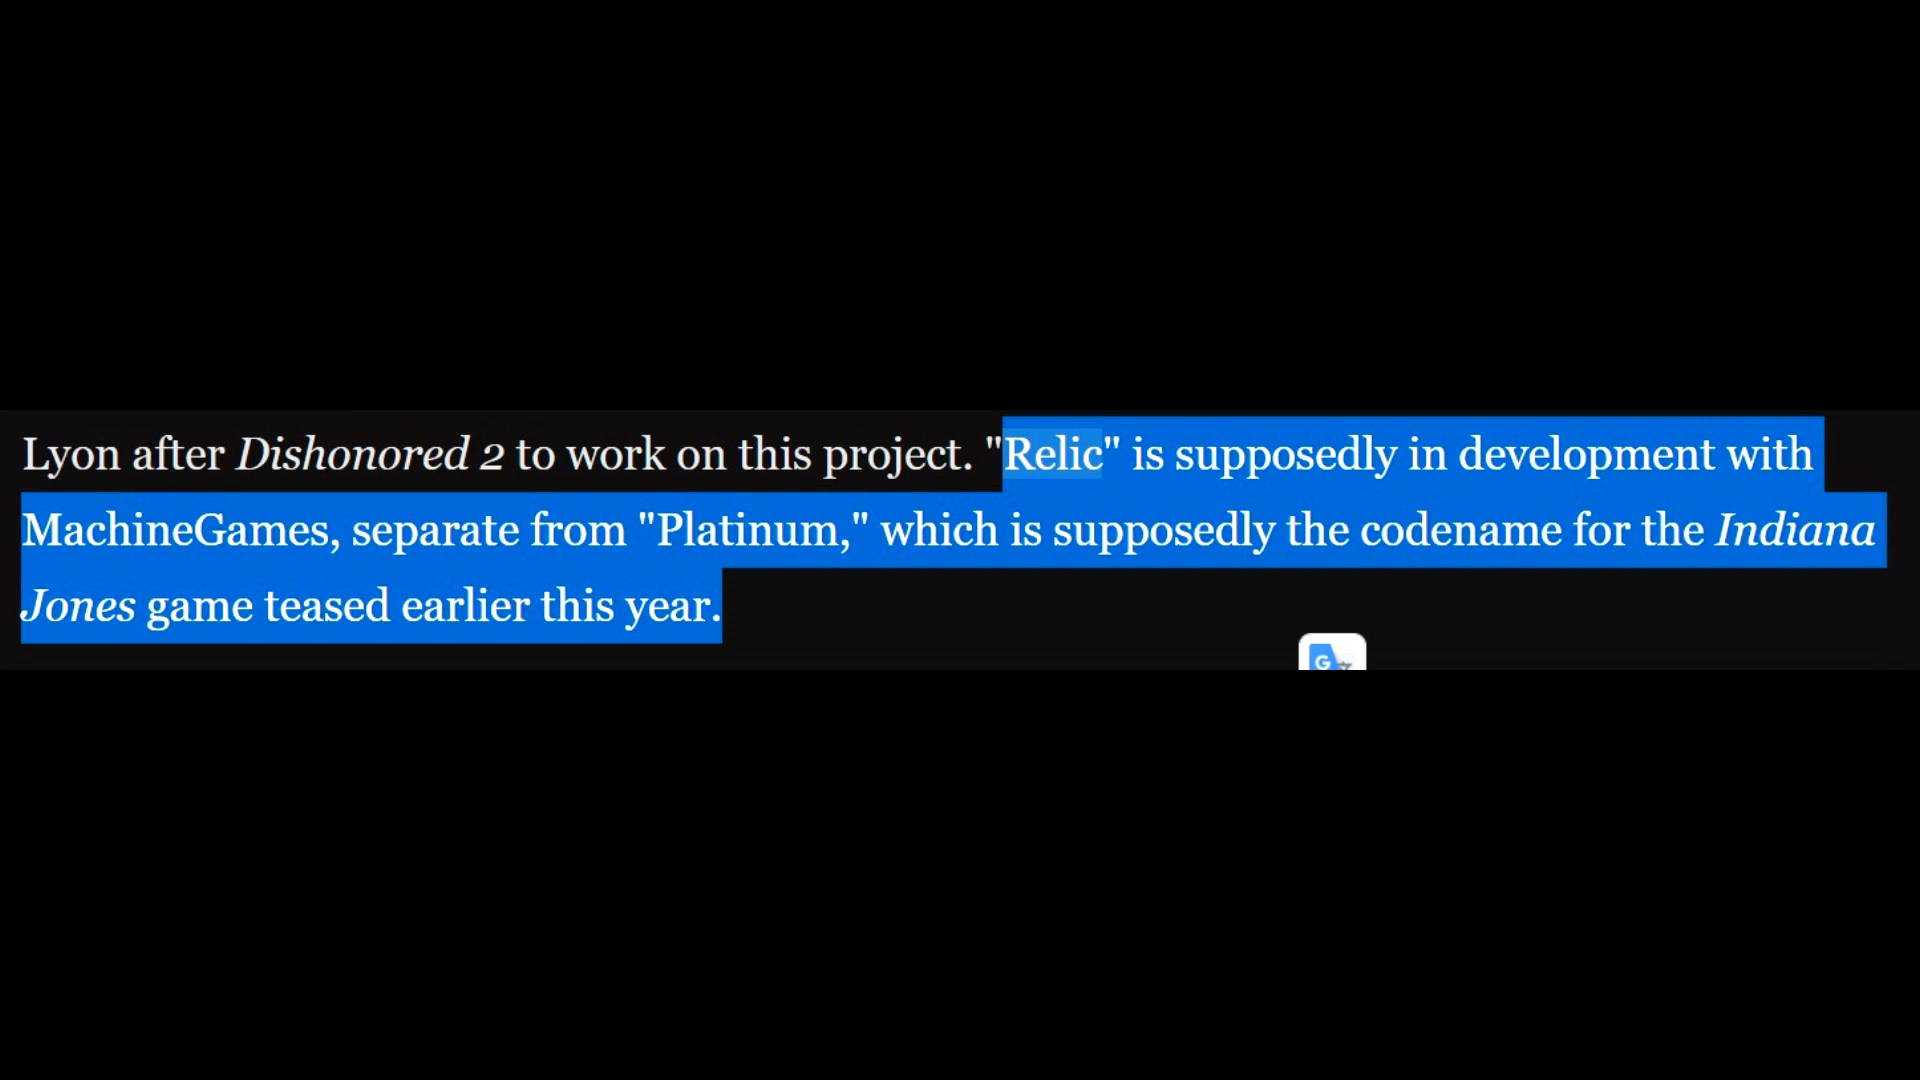 Lyon after Dishonored 2 to work on this project. "Relic" is supposedly in development with
MachineGames, separate from "Platinum," which is supposedly the codename for the Indiana
Jones game teased earlier this year.
G